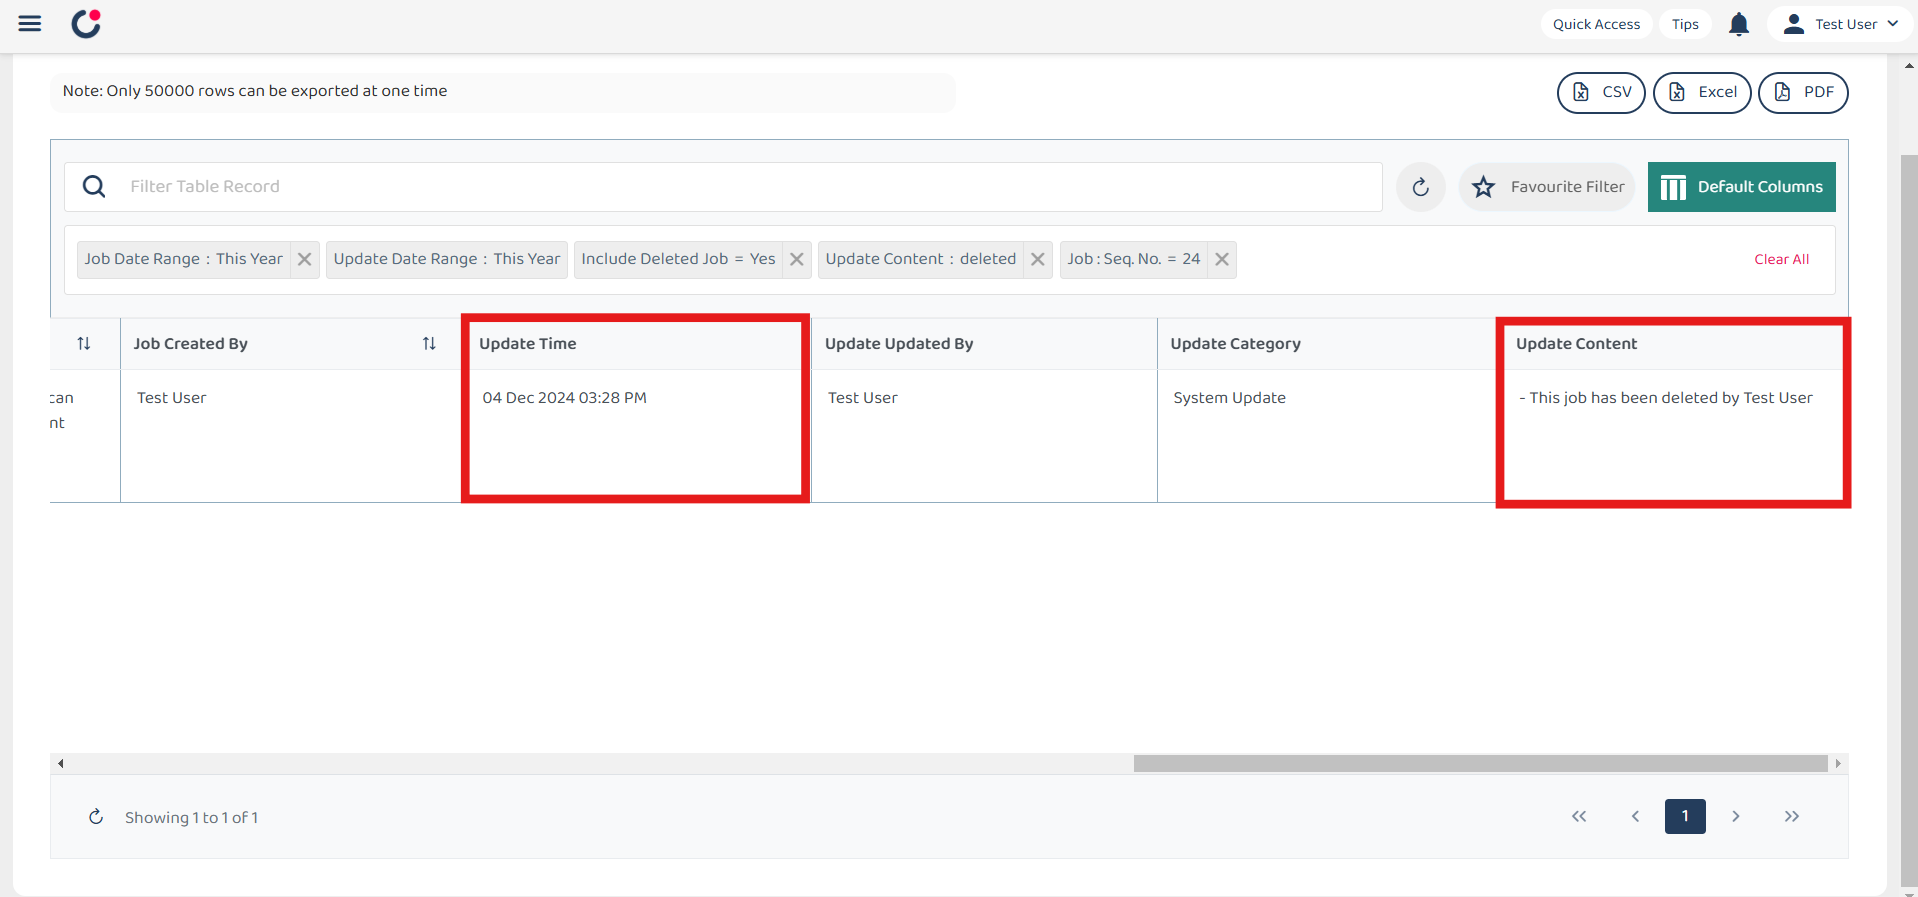 Quick Access Tips Test User
Note: Only 50000 rows can be exported at one time
CSV Excel PDF
Filter Table Record
Favourite Filter
Default Columns
Job Date Range : This Year Update Date Range : This Year Include Deleted Job = Yes Update Content : deleted Job : Seq. No. = 24
Clear All
Job Created By Update Time Update Updated By Update Category Update Content
can Test User 04 Dec 2024 03:28 PM Test User System Update - This job has been deleted by Test User
nt
Showing 1 to 1 of 1
1